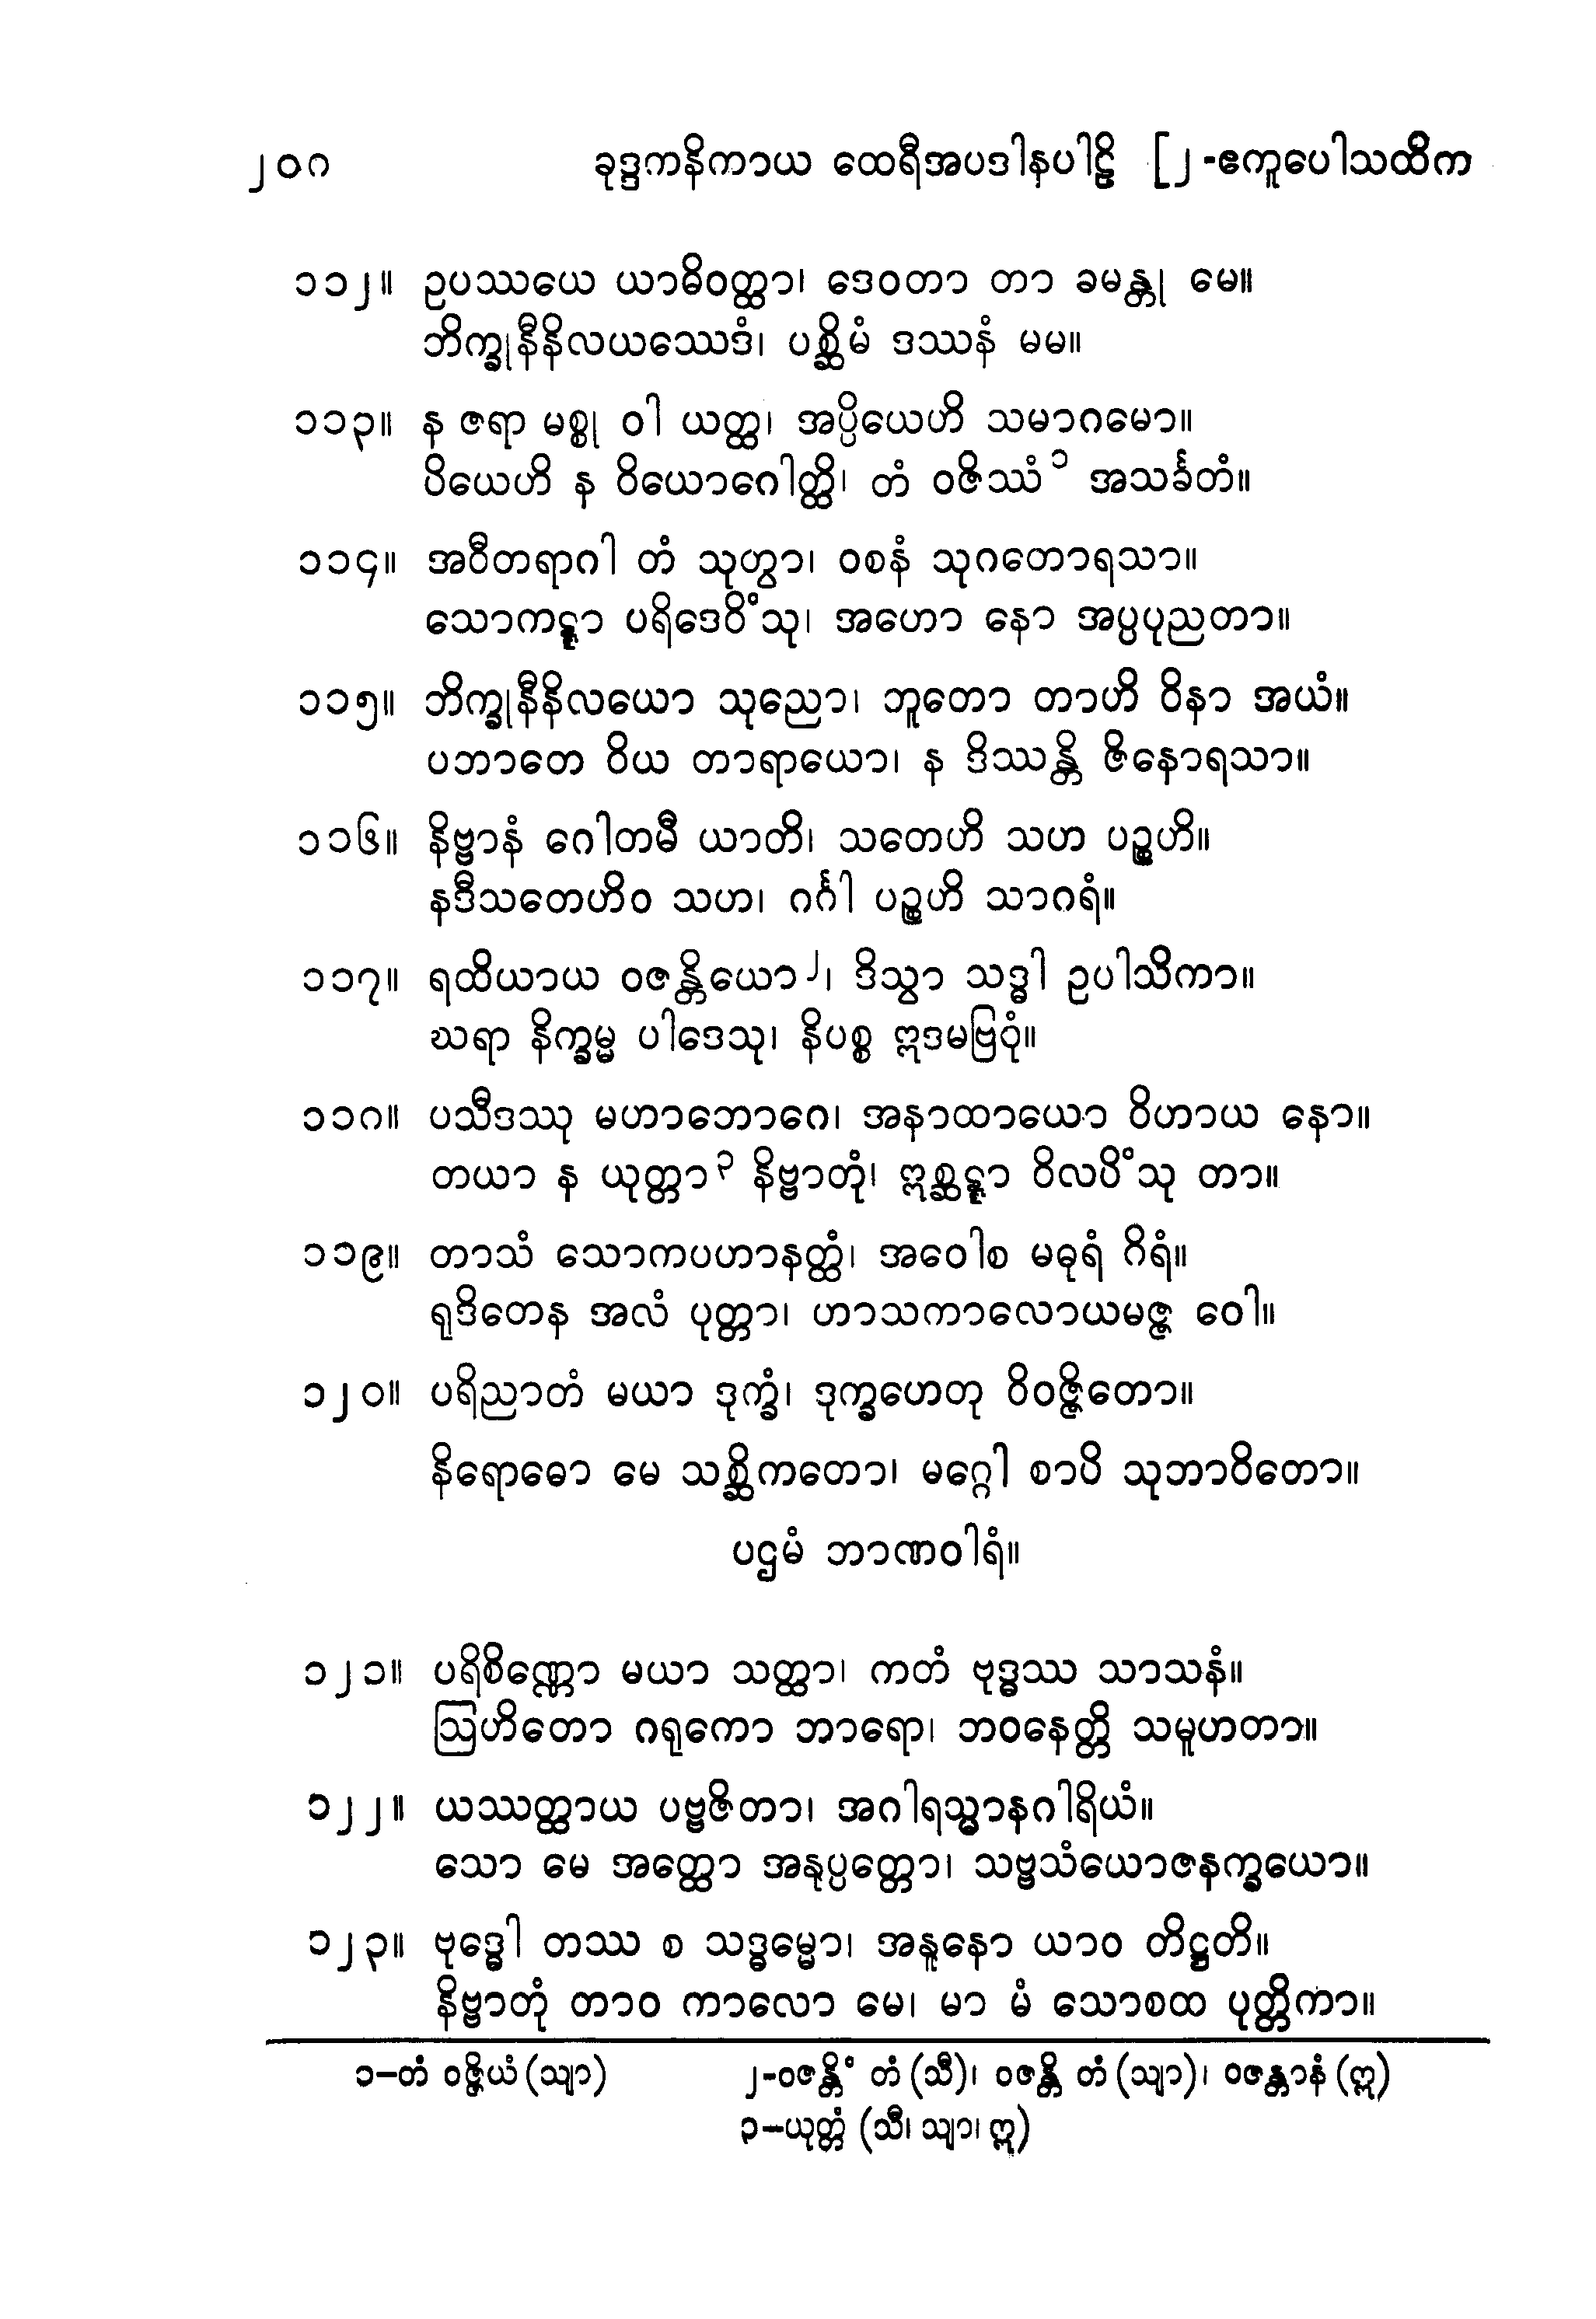 ၂၀၈ ခုဒ္ဒကနိကာယ ထေရီအပဒါနပါဠိ [၂-ဧကူပေါသထိက
၁၁၂။ ဥပဿယေ ယာဓိဝတ္ထာ၊ ဒေဝတာ တာ ခမန္တု မေ။
ဘိက္ခုနီနိလယဿေဒံ၊ ပစ္ဆိမံ ဒဿနံ မမ။
၁၁၃။ န ဇရာ မစ္စု ဝါ ယတ္ထ၊ အပ္ပိယေဟိ သမာဂမော။
ပိယေဟိ န ဝိယောဂေါတ္ထိ၊ တံ ဝဇိဿံ၁ အသင်္ခတံ။
၁၁၄။ အဝီတရာဂါ တံ သုတွာ၊ ဝစနံ သုဂတောရသာ။
သောကဋ္ဋာ ပရိဒေဝိံသု၊ အဟော နော အပ္ပပုညတာ။
၁၁၅။ ဘိက္ခုနီနိလယော သုညော၊ ဘူတော တာဟိ ဝိနာ အယံ။
ပဘာတေ ဝိယ တာရာယော၊ န ဒိဿန္တိ ဇိနောရသာ။
၁၁၆။ နိဗ္ဗာနံ ဂေါတမီ ယာတိ၊ သတေဟိ သဟ ပဉ္စဟိ။
နဒီသတေဟိဝ သဟ၊ ဂင်္ဂါ ပဉ္စဟိ သာဂရံ။
၁၁၇။ ရထိယာယ ဝဇန္တိယော၂၊ ဒိသွာ သဒ္ဓါ ဥပါသိကာ။
ဃရာ နိက္ခမ္မ ပါဒေသု၊ နိပစ္စ ဣဒမဗြဝုံ။
၁၁၈။ ပသီဒဿု မဟာဘောဂေ၊ အနာထာယော ဝိဟာယ နော။
တယာ န ယုတ္တာ၃ နိဗ္ဗာတုံ၊ ဣစ္ဆဋ္ဋာ ဝိလပိံသု တာ။
၁၁၉။ တာသံ သောကပဟာနတ္ထံ၊ အဝေါစ မဓုရံ ဂိရံ။
ရုဒိတေန အလံ ပုတ္တာ၊ ဟာသကာလောယမဇ္ဇ ဝေါ။
၁၂၀။ ပရိညာတံ မယာ ဒုက္ခံ၊ ဒုက္ခဟေတု ဝိဝဇ္ဇိတော။
နိရောဓော မေ သစ္ဆိကတော၊ မဂ္ဂေါ စာပိ သုဘာဝိတော။
ပဌမံ ဘာဏဝါရံ။
၁၂၁။ ပရိစိဏ္ဏော မယာ သတ္ထာ၊ ကတံ ဗုဒ္ဓဿ သာသနံ။
ဩဟိတော ဂရုကော ဘာရော၊ ဘဝနေတ္တိ သမူဟတာ။
၁၂၂။ ယဿတ္ထာယ ပဗ္ဗဇိတာ၊ အဂါရသ္မာနဂါရိယံ။
သော မေ အတ္ထော အနုပ္ပတ္တော၊ သဗ္ဗသံယောဇနက္ခယော။
၁၂၃။ ဗုဒ္ဓေါ တဿ စ သဒ္ဓမ္မော၊ အနူနော ယာဝ တိဋ္ဌတိ။
နိဗ္ဗာတုံ တာဝ ကာလော မေ၊ မာ မံ သောစထ ပုတ္တိကာ။
၁-တံ ဝဇ္ဇိယံ (သျာ) ၂-ဝဇန္တိံ တံ (သီ)၊ ဝဇန္တိ တံ (သျာ)၊ ဝဇန္တာနံ (ဣ)
၃-ယုတ္တံ (သီ၊ သျာ၊ ဣ)